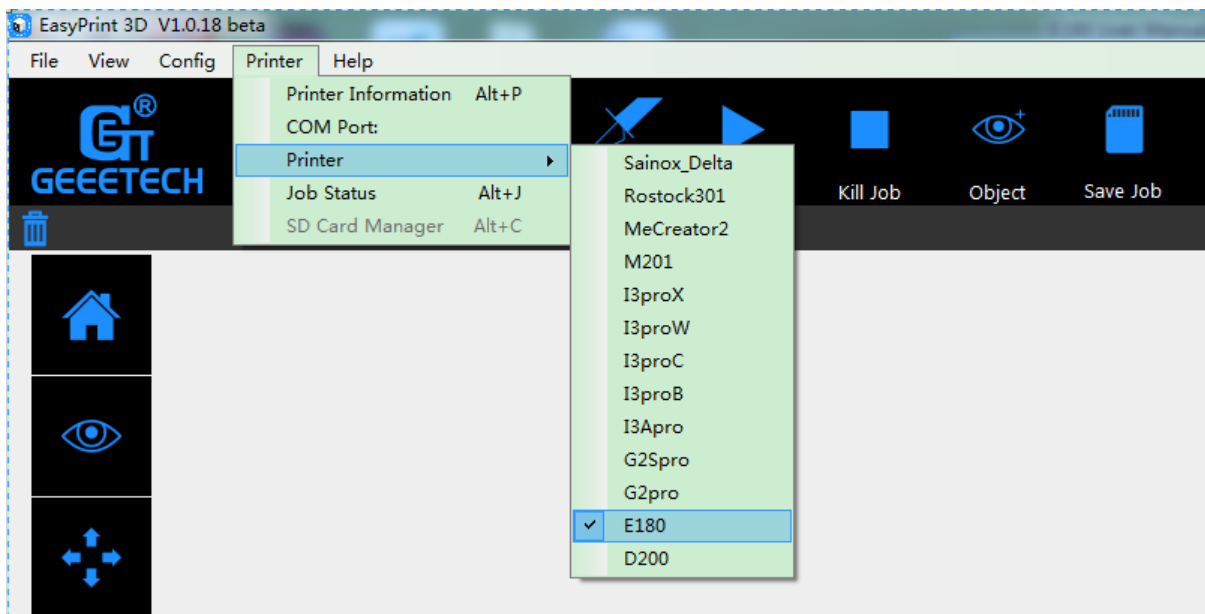 EasyPrint 3D V1.0.18 beta
File View Config Printer Help
Printer Information Alt+P
COM Port:
Printer
Job Status Alt+J
SD Card Manager Alt+C
GEEETECH
®
Kill Job
Object
Save Job
Sainox_Delta
Rostock301
MeCreator2
M201
I3proX
I3proW
I3proC
I3proB
I3Apro
G2Spro
G2pro
E180
D200